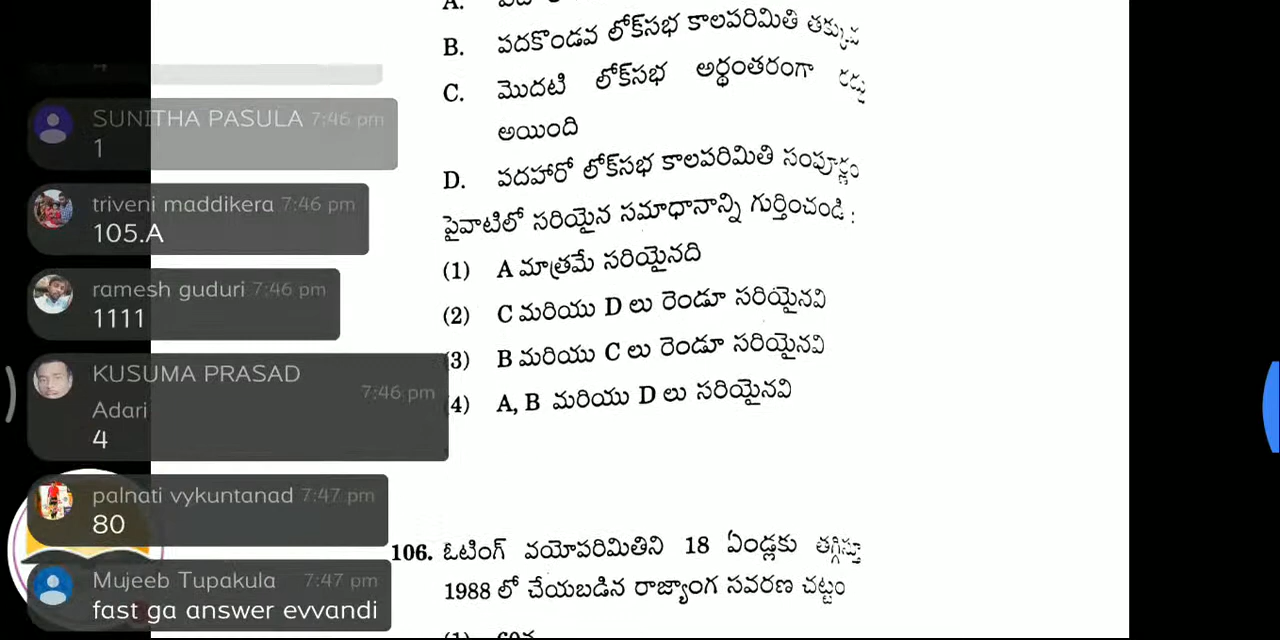 SUNITHA PASULA 7:46 pm
1
triveni maddikera 7:46 pm
105.A
ramesh guduri 7:46 pm
1111
KUSUMA PRASAD
Adari 7:46 pm
4
palnati vykuntanad 7:47 pm
80
Mujeeb Tupakula 7:47 pm
fast ga answer evvandi
A.
B. పదకొండవ లోక్‌సభ కాలపరిమితి తక్కువ
C. మొదటి లోక్‌సభ అర్థంతరంగా రద్దు
అయింది
D. పదహారో లోక్‌సభ కాలపరిమితి సంపూర్ణం
పైవాటిలో సరియైన సమాధానాన్ని గుర్తించండి :
(1) A మాత్రమే సరియైనది
(2) C మరియు D లు రెండూ సరియైనవి
(3) B మరియు C లు రెండూ సరియైనవి
(4) A, B మరియు D లు సరియైనవి
106. ఓటింగ్ వయోపరిమితిని 18 ఏండ్లకు తగ్గిస్తూ
1988 లో చేయబడిన రాజ్యాంగ సవరణ చట్టం